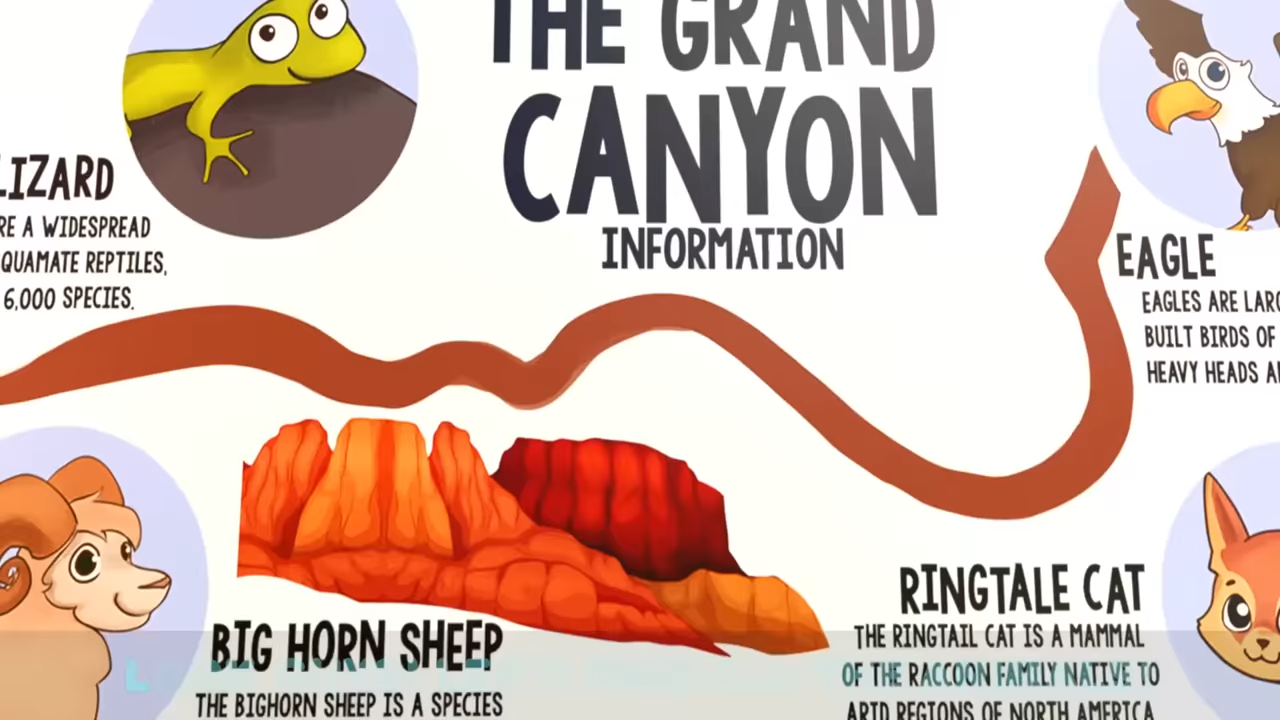 THE GRAND
CANYON
INFORMATION
LIZARD
RE A WIDESPREAD
QUAMATE REPTILES,
6,000 SPECIES.
EAGLE
EAGLES ARE LARG
BUILT BIRDS OF
HEAVY HEADS A
BIG HORN SHEEP
THE BIGHORN SHEEP IS A SPECIES
RINGTALE CAT
THE RINGTAIL CAT IS A MAMMAL
OF THE RACCOON FAMILY NATIVE TO
ARID REGIONS OF NORTH AMERICA